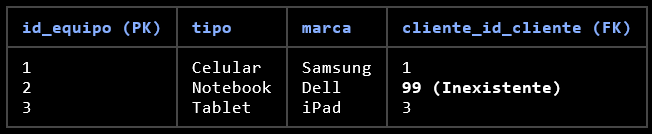 id_equipo (PK) tipo marca cliente_id_cliente (FK)
1 Celular Samsung 1
2 Notebook Dell 99 (Inexistente)
3 Tablet iPad 3